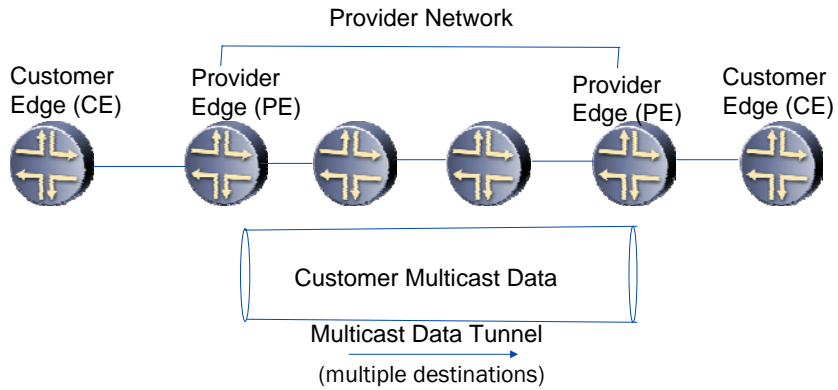 Provider Network
Customer
Edge (CE)
Provider
Edge (PE)
Provider
Edge (PE)
Customer
Edge (CE)
Customer Multicast Data
Multicast Data Tunnel
(multiple destinations)